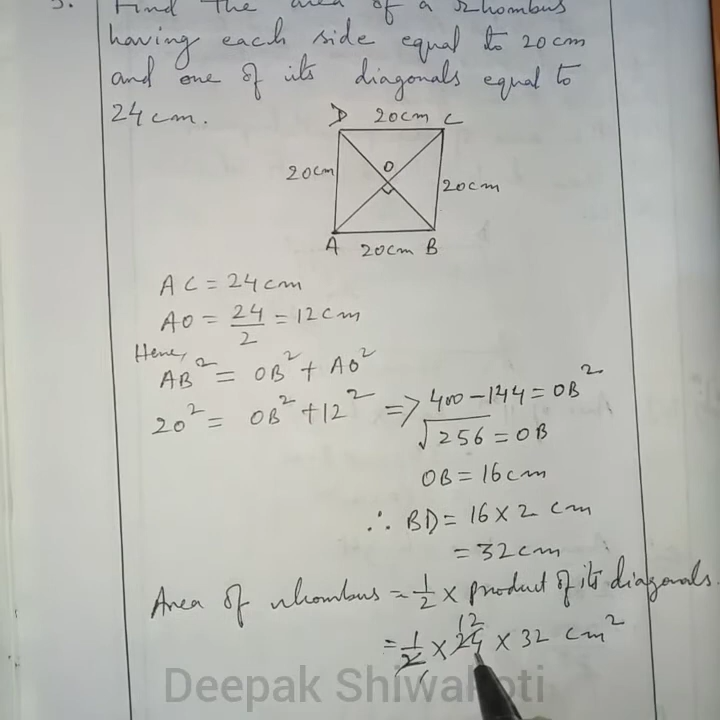 3. Find the area of a rhombus
having each side equal to 20cm
and one of its diagonals equal to
24cm.
D 20cm C
20cm O 20cm
A 20cm B
AC = 24cm
AO = 24/2 = 12cm
Hence,
AB² = OB² + AO²
20² = OB² + 12² => 400 - 144 = OB²
√256 = OB
OB = 16cm
∴ BD = 16 × 2 cm
= 32cm
Area of rhombus = 1/2 × product of its diagonals.
12
= 1/2 × 24 × 32 cm²
Deepak Shiwakoti